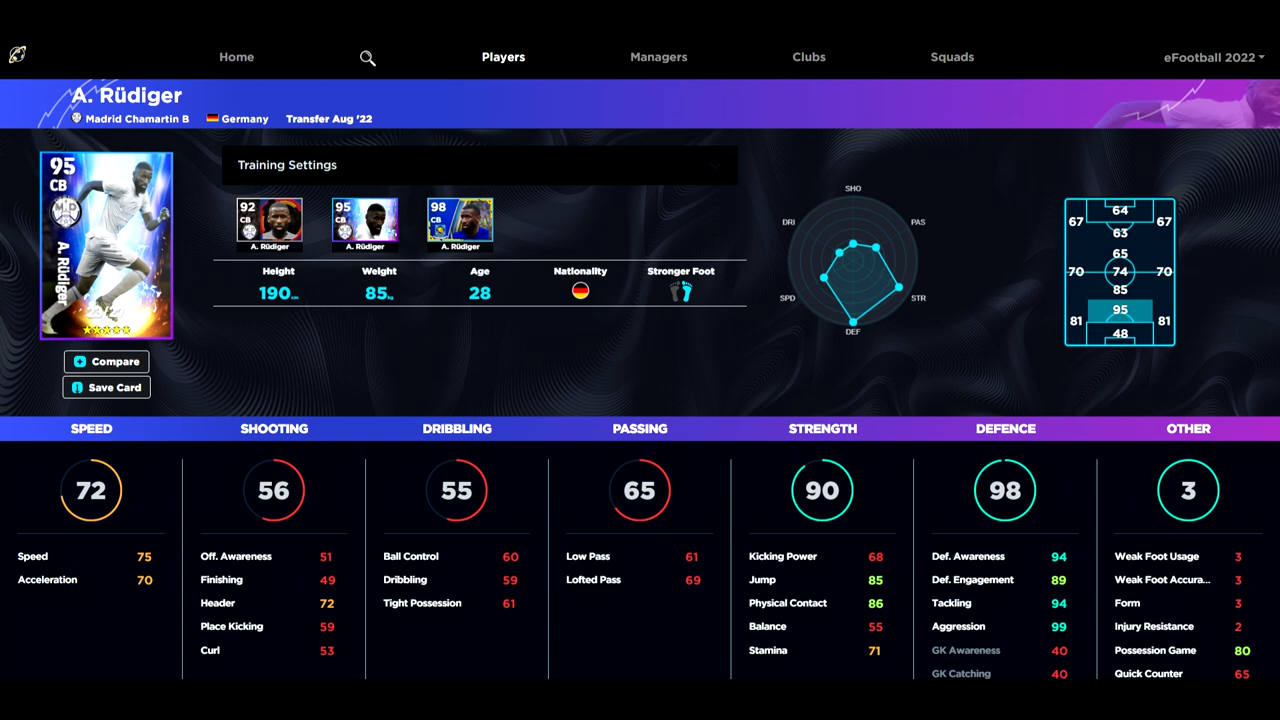 Home Players Managers Clubs Squads eFootball 2022
A. Rüdiger
Madrid Chamartin B Germany Transfer Aug '22
95
CB
A. Rüdiger
Compare
Save Card
Training Settings
92 95 98
CB CB CB
A. Rüdiger A. Rüdiger A. Rüdiger
Height Weight Age Nationality Stronger Foot
190cm 85kg 28
SHO
DRI PAS
SPD STR
DEF
64
67 67
63
65
70 74 70
85
95
81 81
48
SPEED SHOOTING DRIBBLING PASSING STRENGTH DEFENCE OTHER
72 56 55 65 90 98 3
Speed 75 Off. Awareness 51 Ball Control 60 Low Pass 61 Kicking Power 68 Def. Awareness 94 Weak Foot Usage 3
Acceleration 70 Finishing 49 Dribbling 59 Lofted Pass 69 Jump 85 Def. Engagement 89 Weak Foot Accura... 3
Header 72 Tight Possession 61 Physical Contact 86 Tackling 94 Form 3
Place Kicking 59 Balance 55 Aggression 99 Injury Resistance 2
Curl 53 Stamina 71 GK Awareness 40 Possession Game 80
GK Catching 40 Quick Counter 65